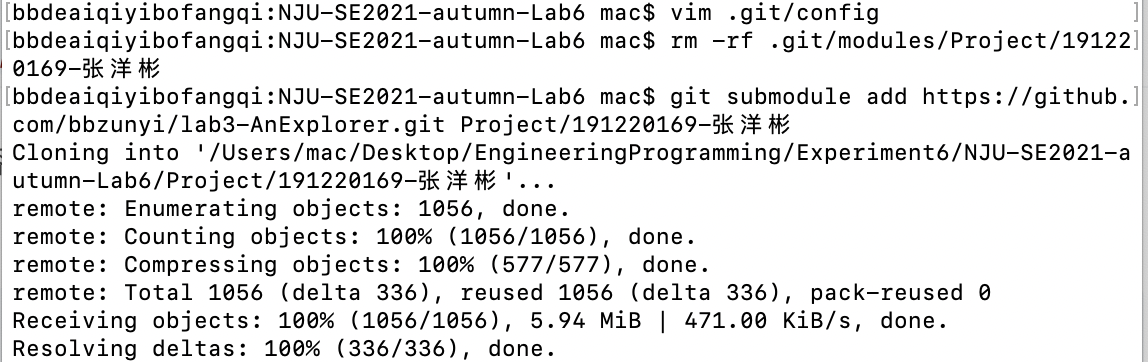 [bbdeaiqiyibofangqi:NJU-SE2021-autumn-Lab6 mac$ vim .git/config ]
[bbdeaiqiyibofangqi:NJU-SE2021-autumn-Lab6 mac$ rm -rf .git/modules/Project/19122]
0169-张洋彬
[bbdeaiqiyibofangqi:NJU-SE2021-autumn-Lab6 mac$ git submodule add https://github.]
com/bbzunyi/lab3-AnExplorer.git Project/191220169-张洋彬
Cloning into '/Users/mac/Desktop/EngineeringProgramming/Experiment6/NJU-SE2021-a
utumn-Lab6/Project/191220169-张洋彬'...
remote: Enumerating objects: 1056, done.
remote: Counting objects: 100% (1056/1056), done.
remote: Compressing objects: 100% (577/577), done.
remote: Total 1056 (delta 336), reused 1056 (delta 336), pack-reused 0
Receiving objects: 100% (1056/1056), 5.94 MiB | 471.00 KiB/s, done.
Resolving deltas: 100% (336/336), done.